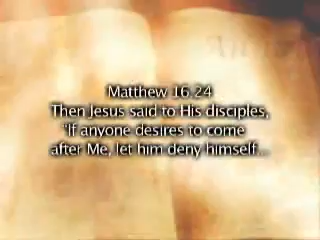 Matthew 16:24
Then Jesus said to His disciples,
"If anyone desires to come
after Me, let him deny himself...